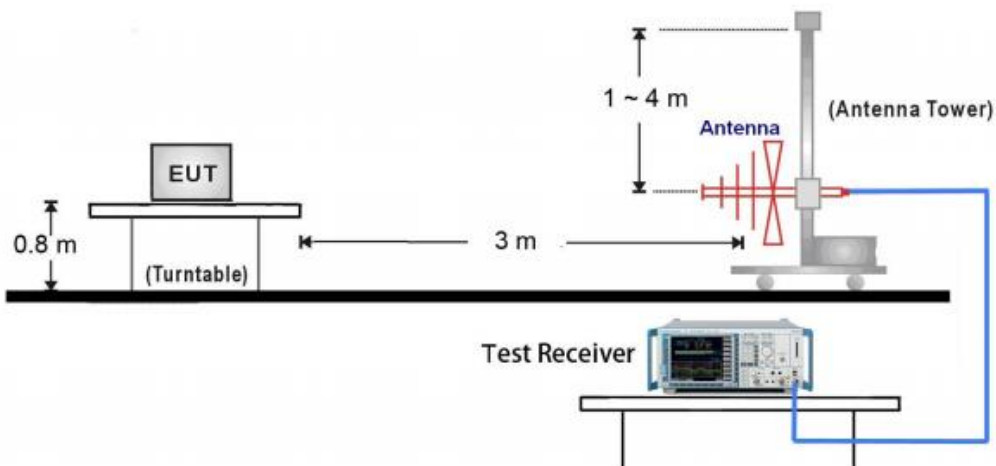 1 ~ 4 m
(Antenna Tower)
Antenna
EUT
0.8 m
3 m
(Turntable)
Test Receiver